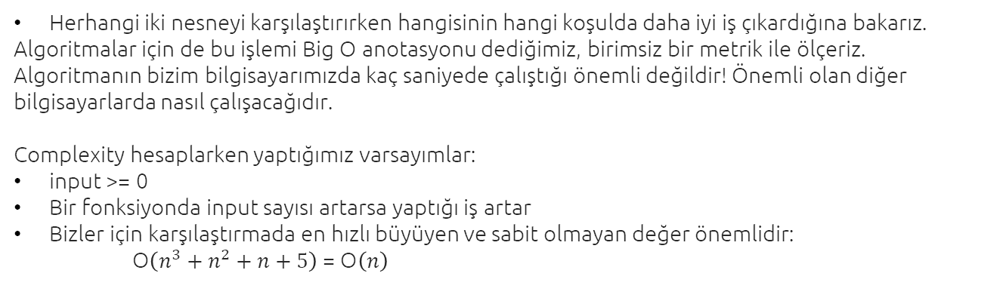 • Herhangi iki nesneyi karşılaştırırken hangisinin hangi koşulda daha iyi iş çıkardığına bakarız.
Algoritmalar için de bu işlemi Big O anotasyonu dediğimiz, birimsiz bir metrik ile ölçeriz.
Algoritmanın bizim bilgisayarımızda kaç saniyede çalıştığı önemli değildir! Önemli olan diğer
bilgisayarlarda nasıl çalışacağıdır.
Complexity hesaplarken yaptığımız varsayımlar:
• input >= 0
• Bir fonksiyonda input sayısı artarsa yaptığı iş artar
• Bizler için karşılaştırmada en hızlı büyüyen ve sabit olmayan değer önemlidir:
O(n³ + n² + n + 5) = O(n)